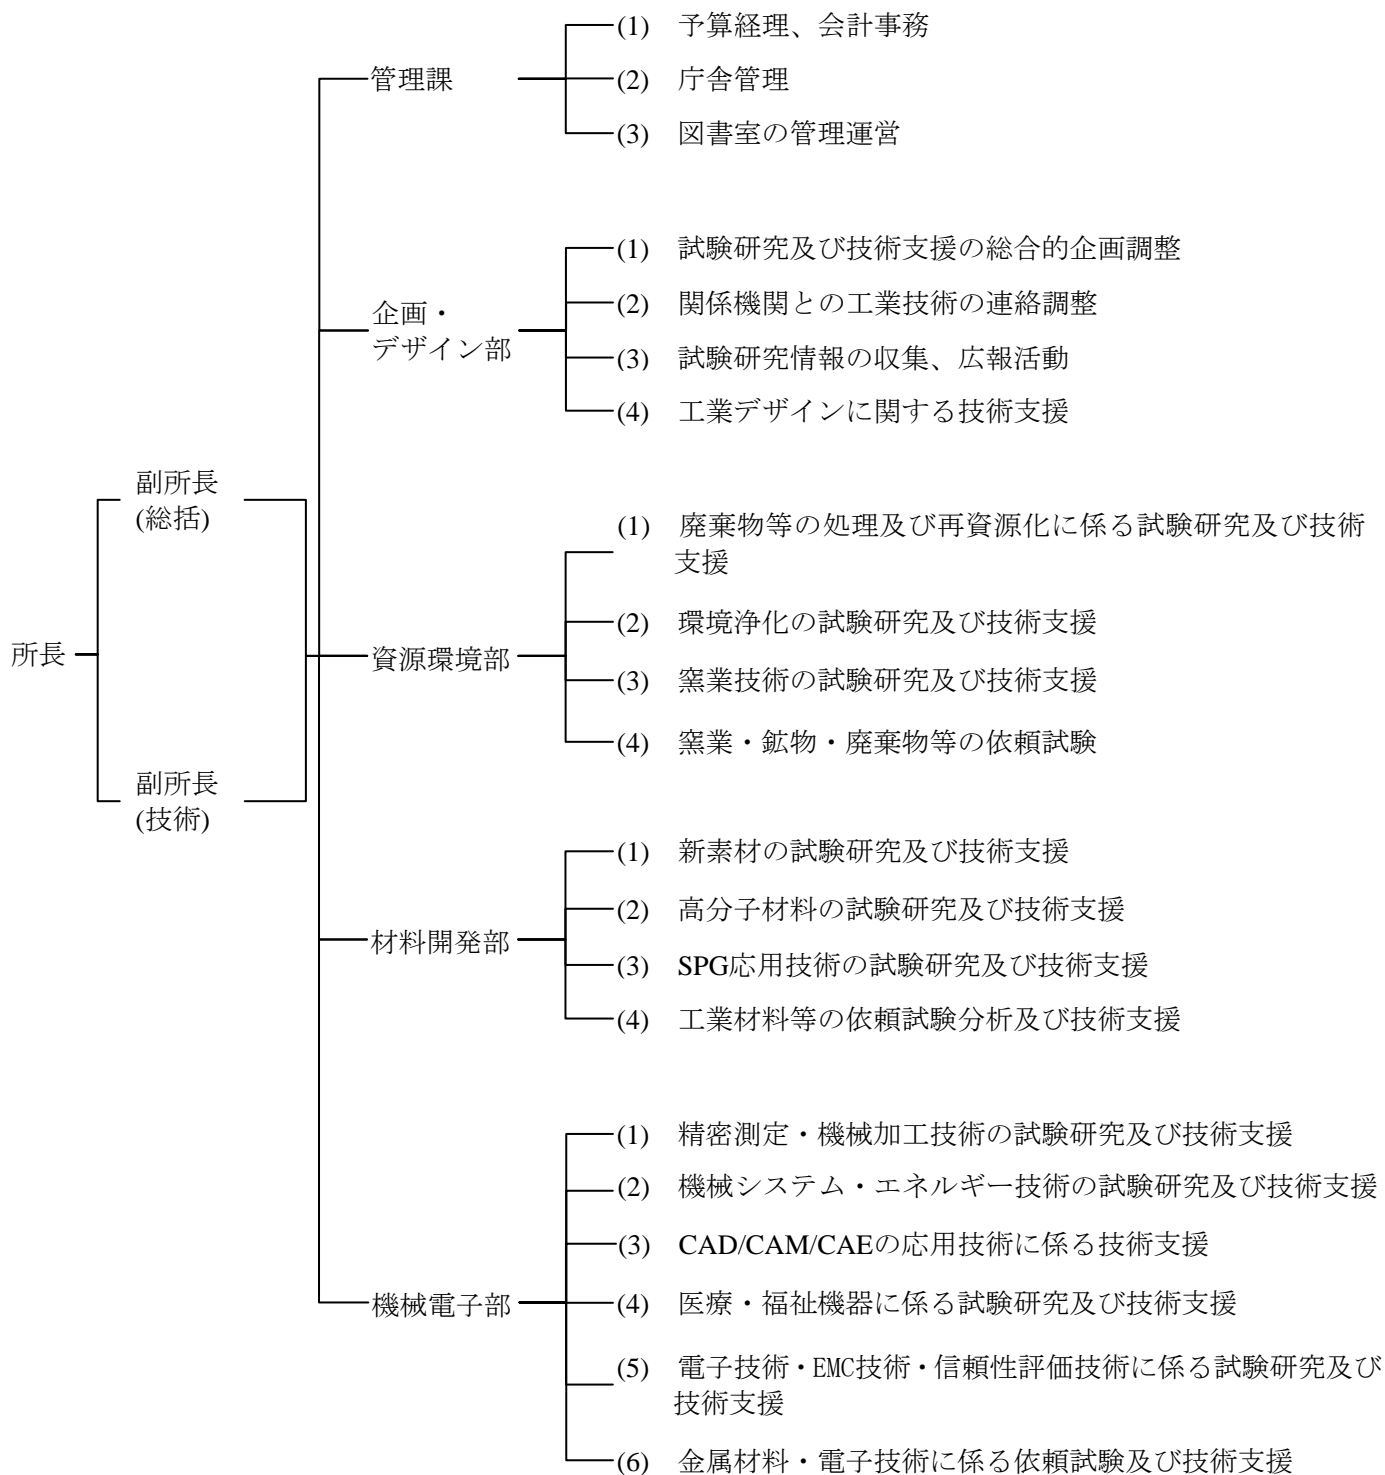 所長
副所長
(総括)
副所長
(技術)
管理課
(1) 予算経理、会計事務
(2) 庁舎管理
(3) 図書室の管理運営
企画・
デザイン部
(1) 試験研究及び技術支援の総合的企画調整
(2) 関係機関との工業技術の連絡調整
(3) 試験研究情報の収集、広報活動
(4) 工業デザインに関する技術支援
資源環境部
(1) 廃棄物等の処理及び再資源化に係る試験研究及び技術
支援
(2) 環境浄化の試験研究及び技術支援
(3) 窯業技術の試験研究及び技術支援
(4) 窯業・鉱物・廃棄物等の依頼試験
材料開発部
(1) 新素材の試験研究及び技術支援
(2) 高分子材料の試験研究及び技術支援
(3) SPG応用技術の試験研究及び技術支援
(4) 工業材料等の依頼試験分析及び技術支援
機械電子部
(1) 精密測定・機械加工技術の試験研究及び技術支援
(2) 機械システム・エネルギー技術の試験研究及び技術支援
(3) CAD/CAM/CAEの応用技術に係る技術支援
(4) 医療・福祉機器に係る試験研究及び技術支援
(5) 電子技術・EMC技術・信頼性評価技術に係る試験研究及び
技術支援
(6) 金属材料・電子技術に係る依頼試験及び技術支援